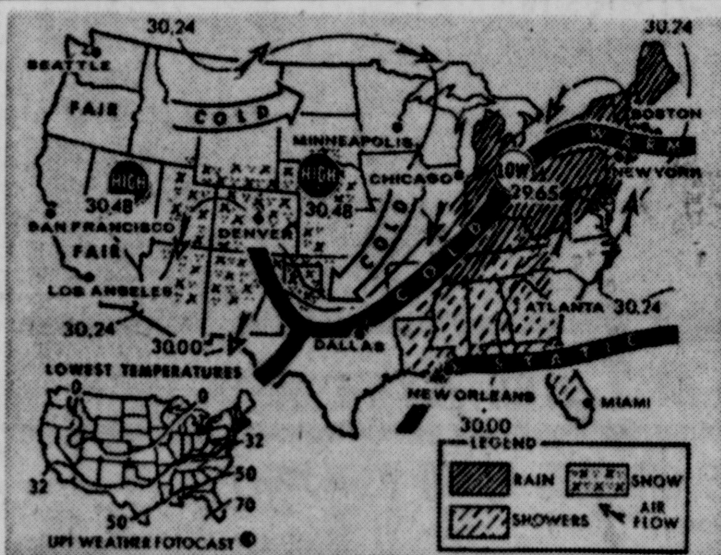 30.24
30.24
SEATTLE
FAIR
COLD
BOSTON
WARM
MINNEAPOLIS
LOW
29.65
NEW YORK
CHICAGO
HIGH
30.48
HIGH
30.48
SAN FRANCISCO
DENVER
COLD
COLD
FAIR
LOS ANGELES
ATLANTA
30.24
30.24
30.00
DALLAS
STATIC
LOWEST TEMPERATURES
NEW ORLEANS
MIAMI
30.00
0
0
32
50
32
70
50
UPI WEATHER FOTOCAST ©
LEGEND
RAIN
SNOW
SHOWERS
AIR
FLOW